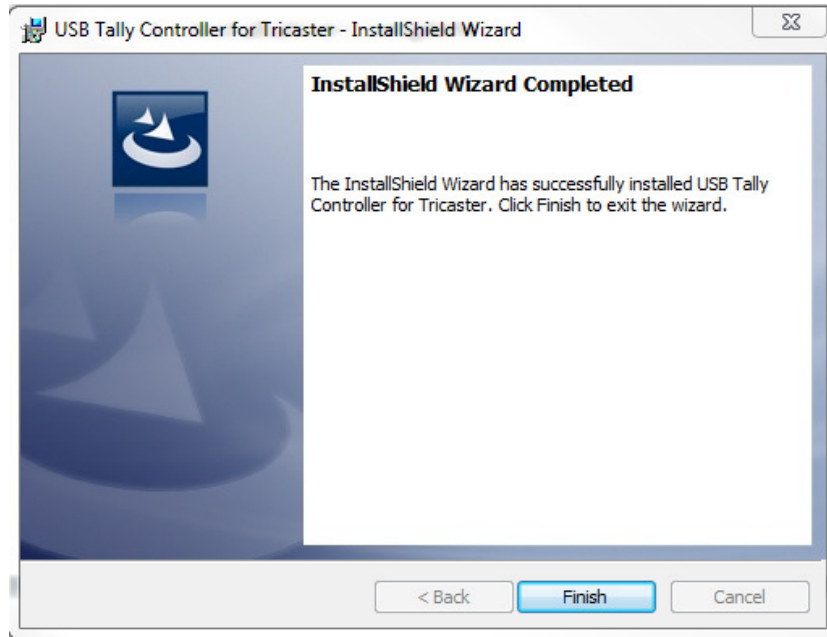 USB Tally Controller for Tricaster - InstallShield Wizard
InstallShield Wizard Completed
The InstallShield Wizard has successfully installed USB Tally
Controller for Tricaster. Click Finish to exit the wizard.
< Back
Finish
Cancel